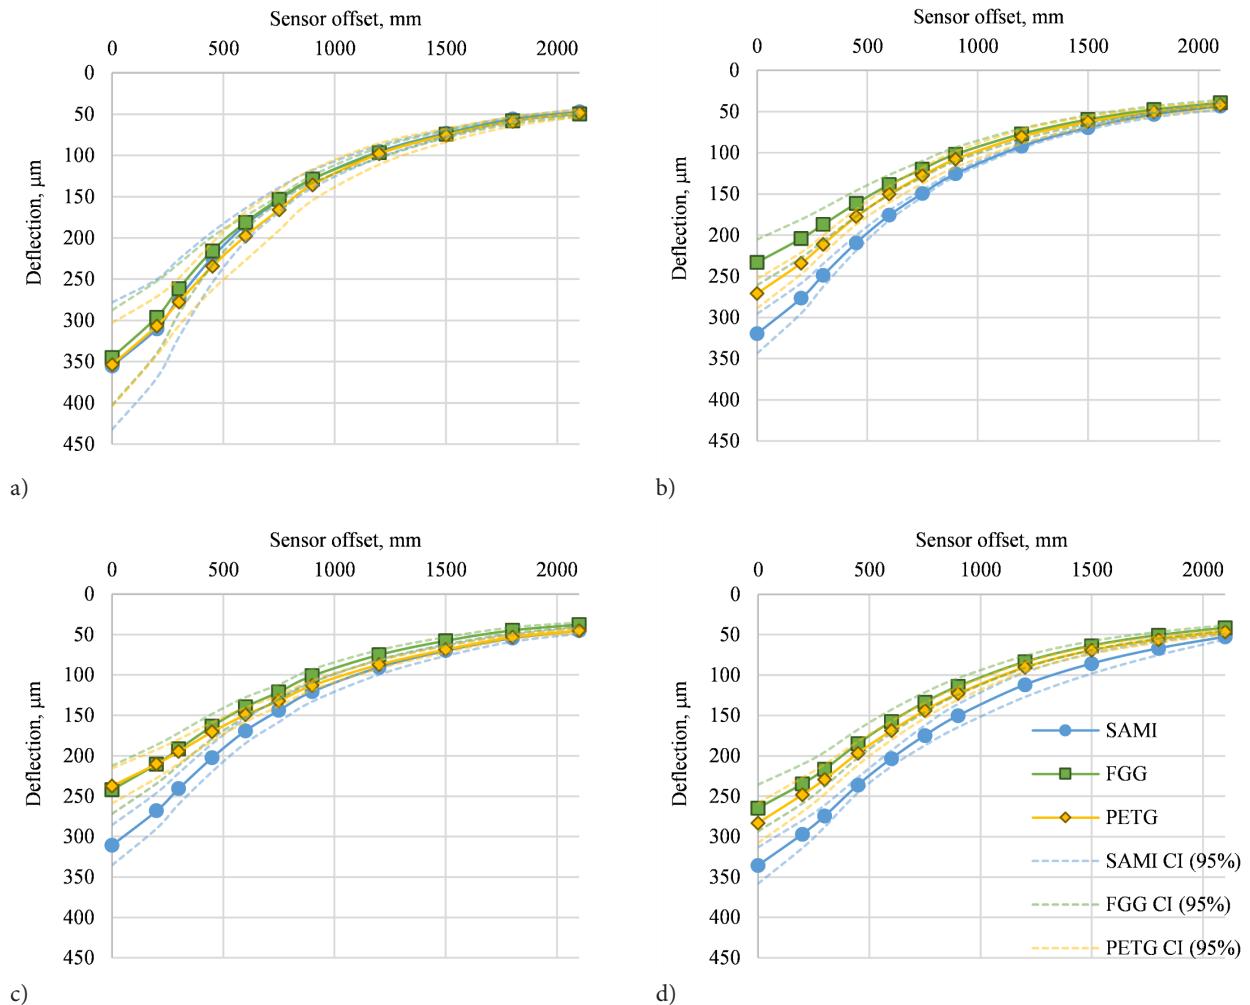 Sensor offset, mm
0 500 1000 1500 2000
0
50
100
150
200
250
300
350
400
450
Deflection, μm
a)
Sensor offset, mm
0 500 1000 1500 2000
0
50
100
150
200
250
300
350
400
450
Deflection, μm
b)
Sensor offset, mm
0 500 1000 1500 2000
0
50
100
150
200
250
300
350
400
450
Deflection, μm
c)
Sensor offset, mm
0 500 1000 1500 2000
0
50
100
150
200
250
300
350
400
450
Deflection, μm
SAMI
FGG
PETG
SAMI CI (95%)
FGG CI (95%)
PETG CI (95%)
d)